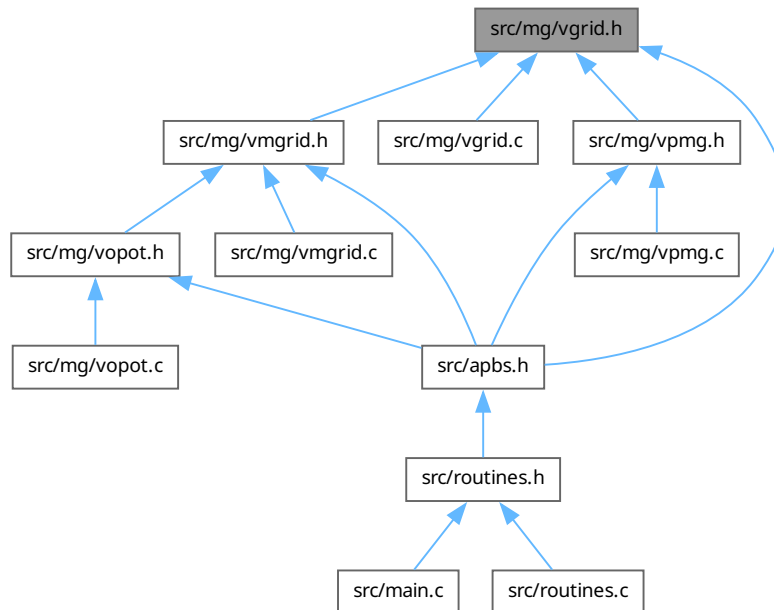 src/mg/vgrid.h
src/mg/vmgrid.h
src/mg/vgrid.c
src/mg/vpmg.h
src/mg/vopot.h
src/mg/vmgrid.c
src/mg/vpmg.c
src/mg/vopot.c
src/apbs.h
src/routines.h
src/main.c
src/routines.c